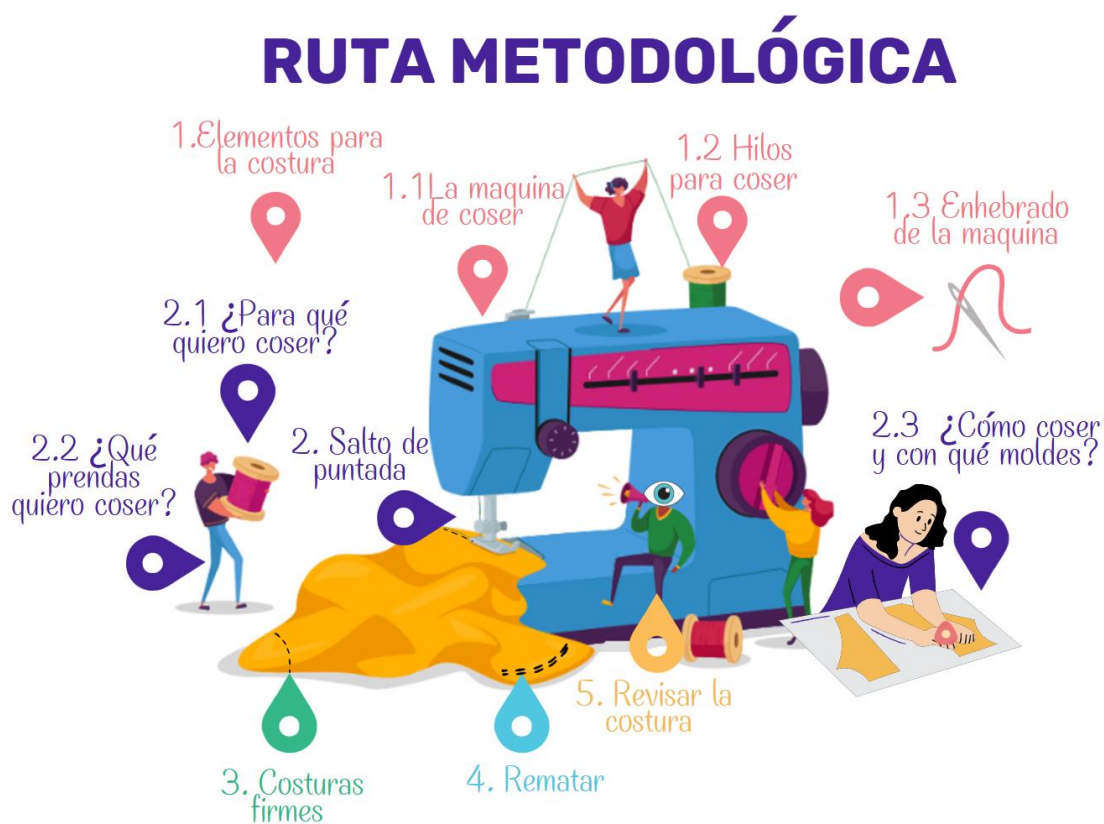 RUTA METODOLÓGICA
1.Elementos para
la costura
1.1La maquina
de coser
1.2 Hilos
para coser
1.3 Enhebrado
de la maquina
2.1 ¿Para qué
quiero coser?
2.2 ¿Qué
prendas
quiero coser?
2. Salto de
puntada
2.3 ¿Cómo coser
y con qué moldes?
3. Costuras
firmes
4. Rematar
5. Revisar la
costura